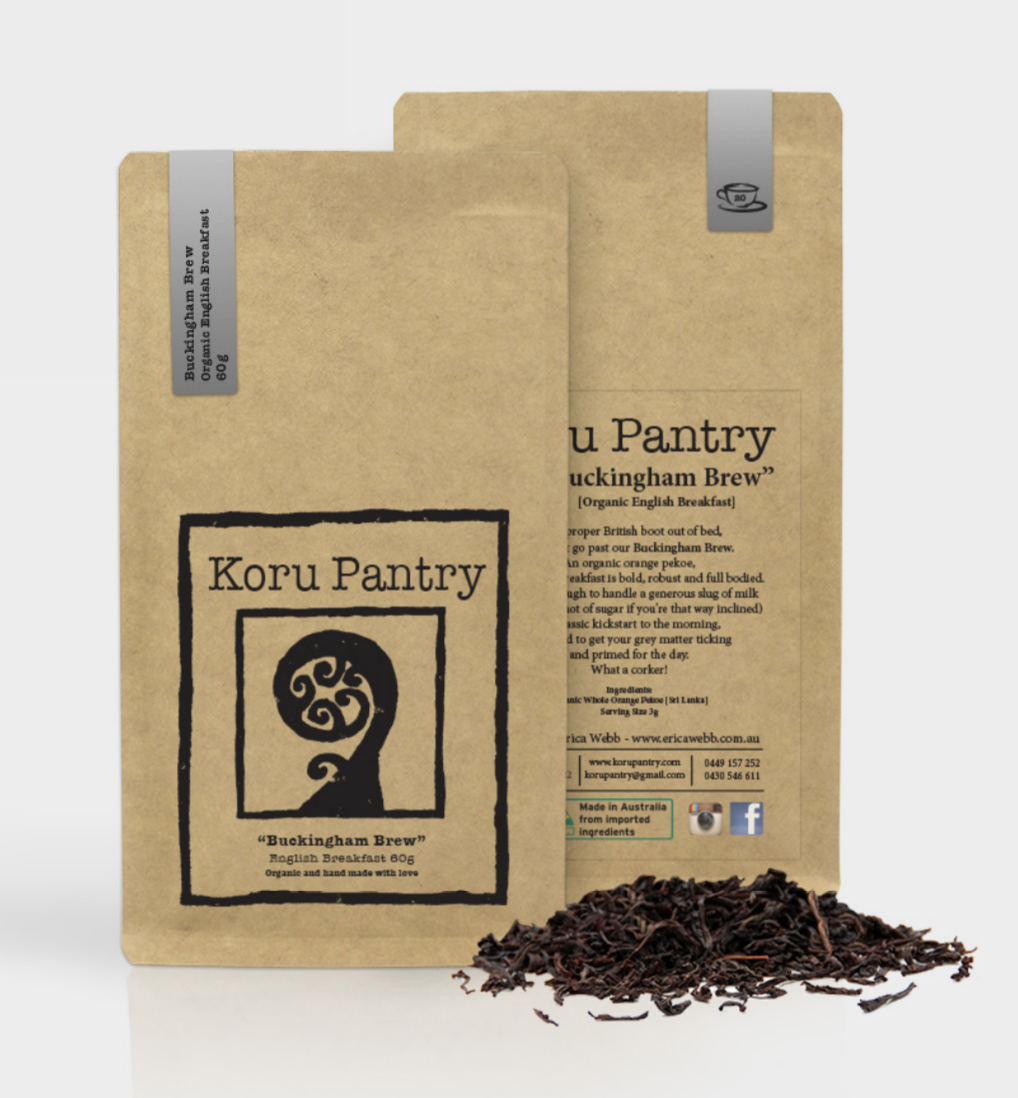 Buckingham Brew
Organic English Breakfast
60g
Koru Pantry
“Buckingham Brew”
English Breakfast 60g
Organic and hand made with love
20
u Pantry
uckingham Brew”
[Organic English Breakfast]
proper British boot out of bed,
go past our Buckingham Brew.
An organic orange pekoe,
eakfast is bold, robust and full bodied.
ugh to handle a generous slug of milk
ot of sugar if you're that way inclined)
assic kickstart to the morning,
d to get your grey matter ticking
and primed for the day.
What a corker!
Ingredients:
nic Whole Orange Pekoe [Sri Lanka]
Serving Size 3g
rica Webb - www.ericawebb.com.au
2 www.korupantry.com 0449 157 252
korupantry@gmail.com 0430 546 611
Made in Australia
from imported
ingredients